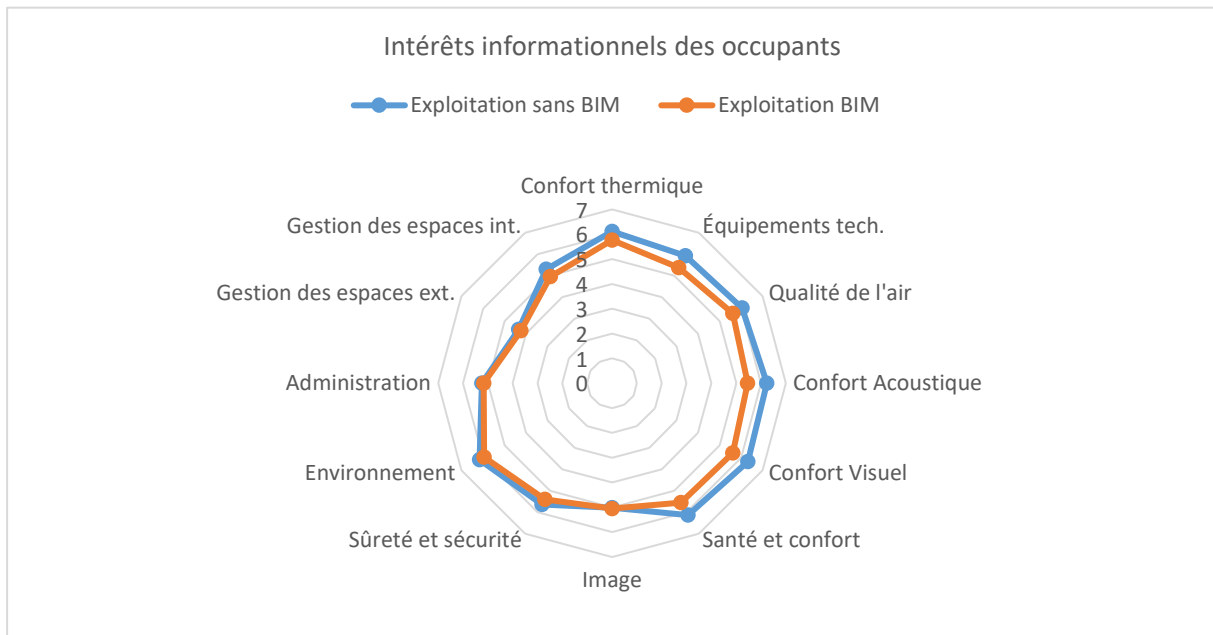 Intérêts informationnels des occupants
Exploitation sans BIM
Exploitation BIM
Confort thermique
Gestion des espaces int.
Équipements tech.
Gestion des espaces ext.
Qualité de l'air
Administration
Confort Acoustique
Environnement
Confort Visuel
Sûreté et sécurité
Santé et confort
Image
7
6
5
4
3
2
1
0